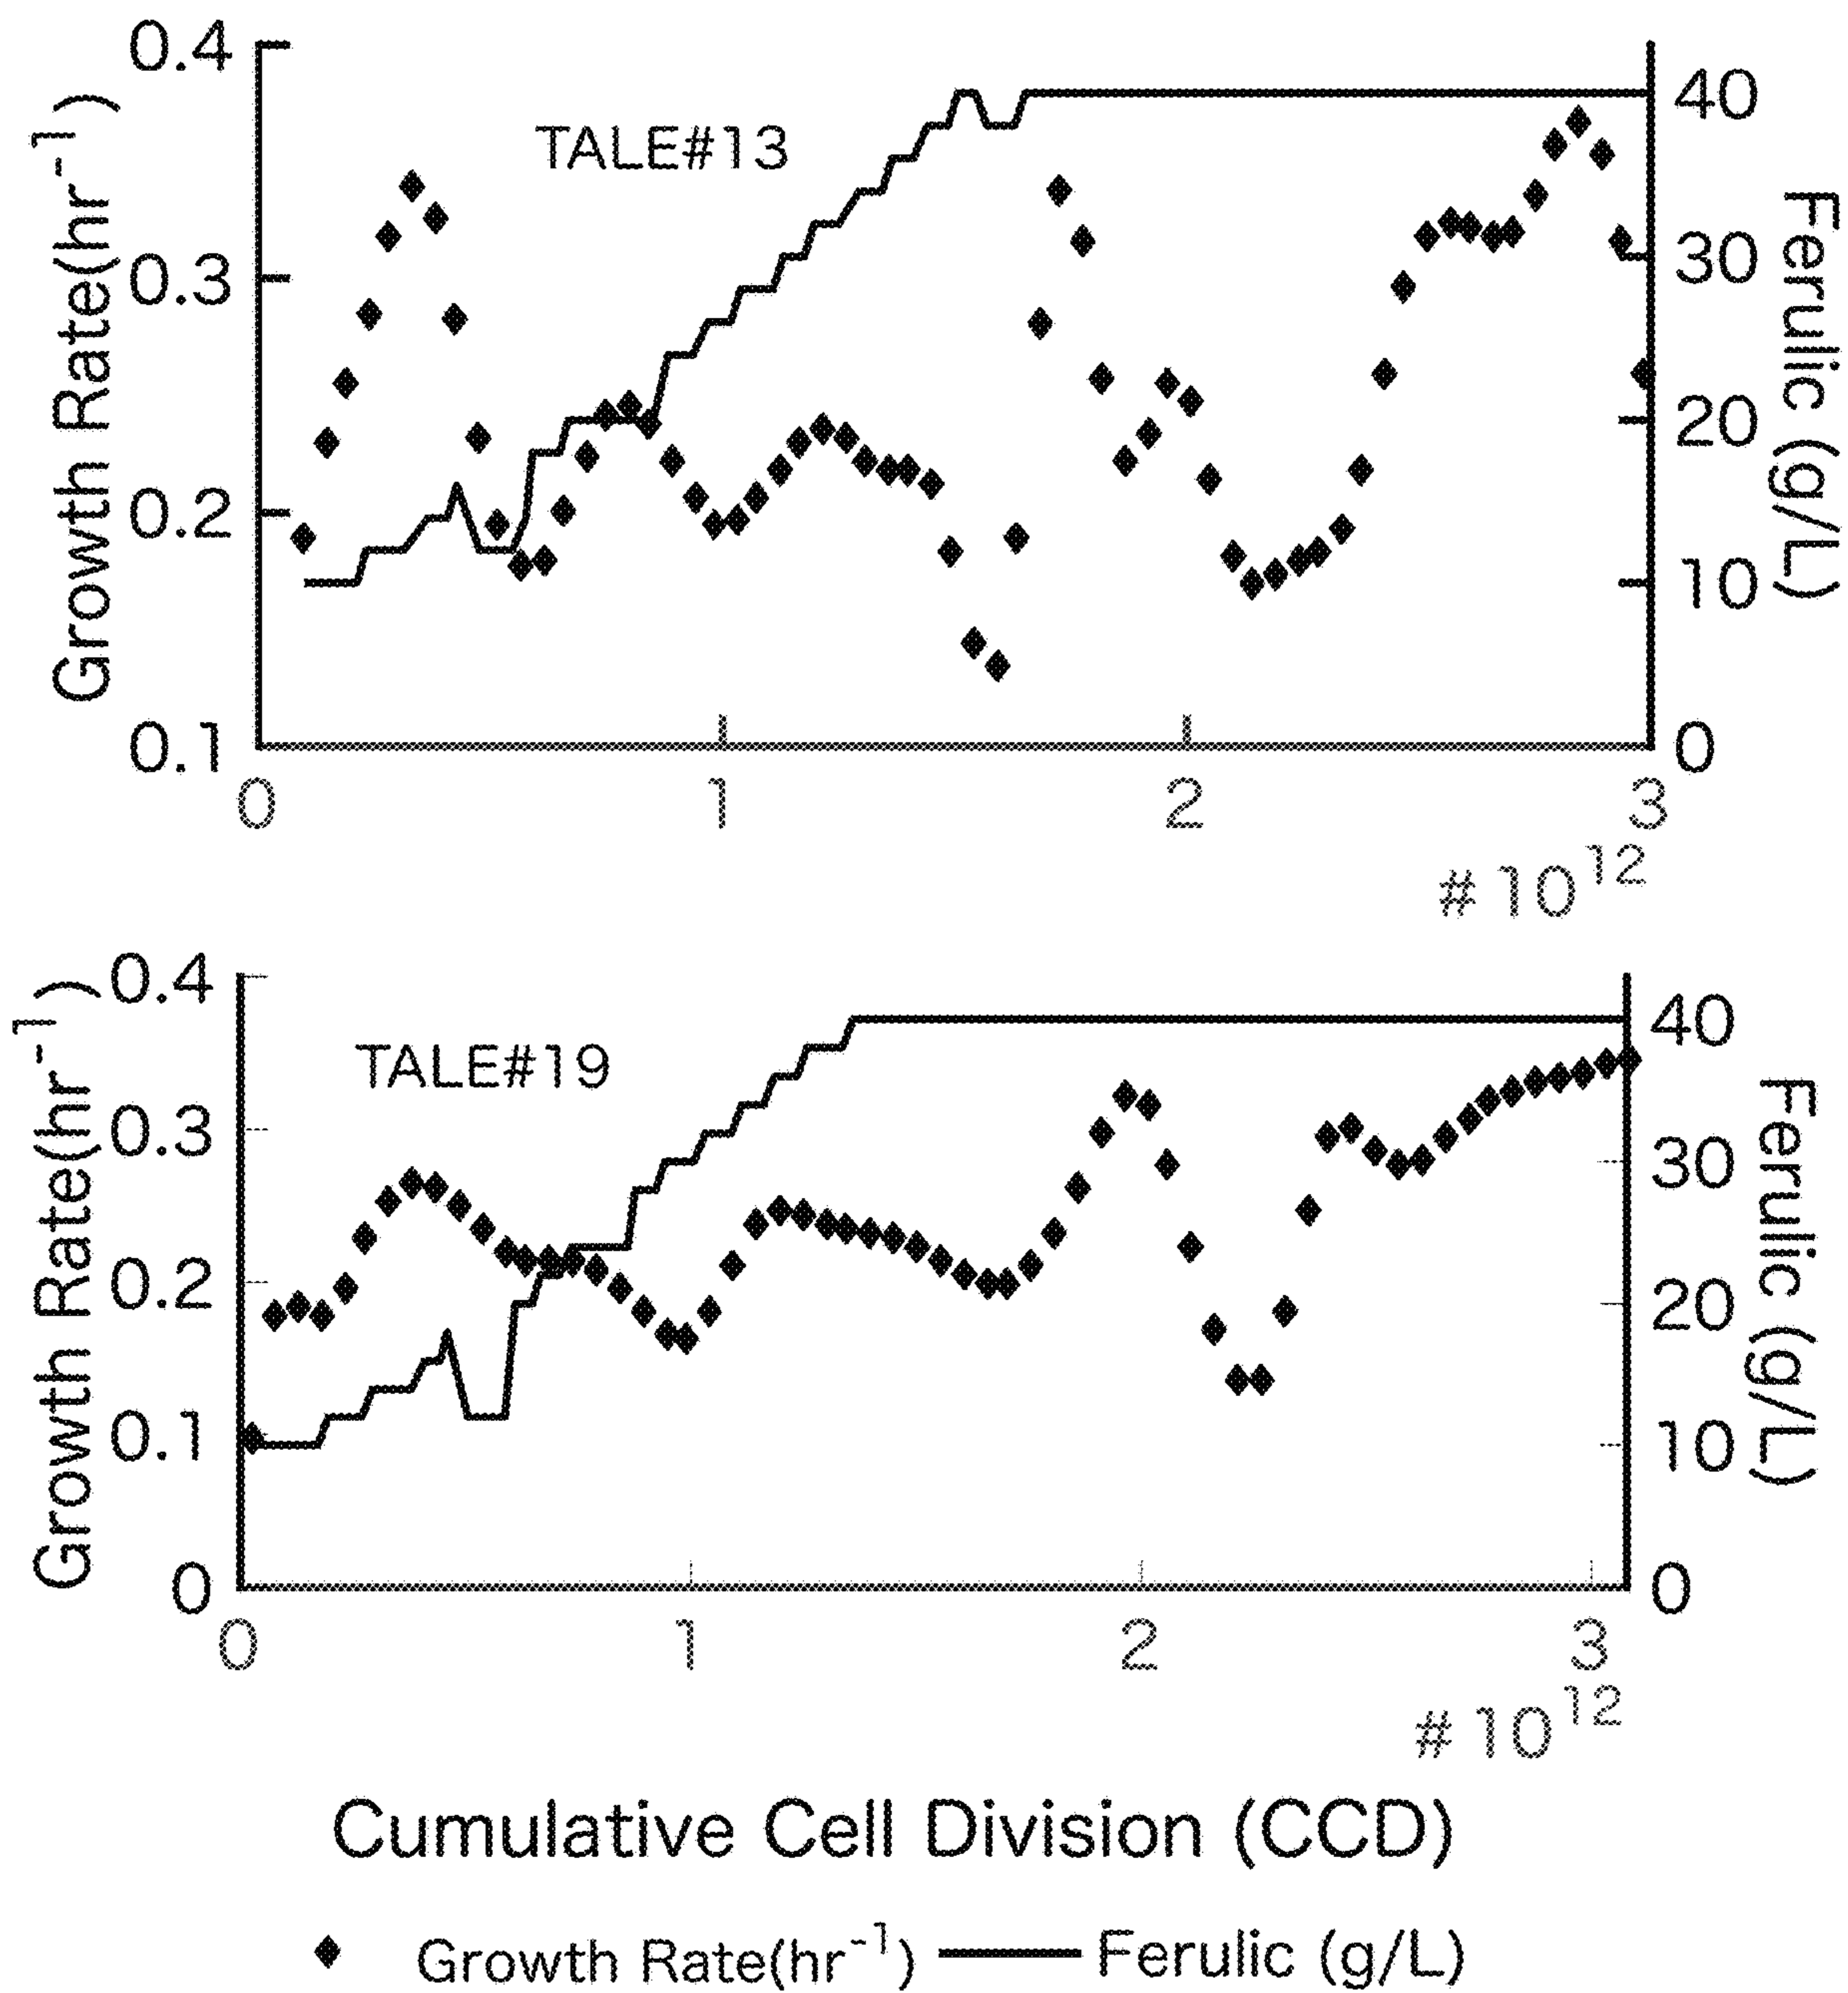 0.4
0.3
0.2
0.1
Growth Rate(hr⁻¹)
TALE#13
40
30
20
10
0
Ferulic (g/L)
0 1 2 3
#10¹²
0.4
0.3
0.2
0.1
0
Growth Rate(hr⁻¹)
TALE#19
40
30
20
10
0
Ferulic (g/L)
0 1 2 3
#10¹²
Cumulative Cell Division (CCD)
Growth Rate(hr⁻¹) Ferulic (g/L)